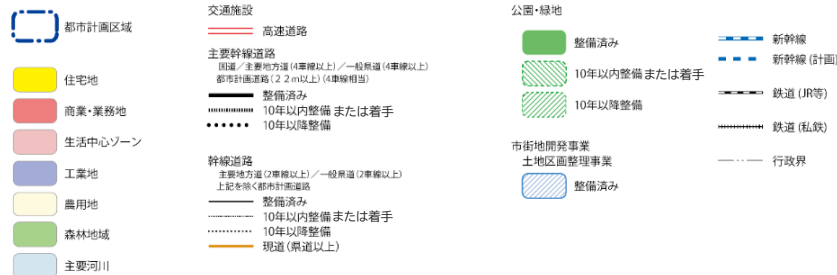 都市計画区域
住宅地
商業・業務地
生活中心ゾーン
工業地
農用地
森林地域
主要河川
交通施設
高速道路
主要幹線道路
国道／主要地方道(4車線以上)／一般県道(4車線以上)
都市計画道路(22m以上)(4車線相当)
整備済み
10年以内整備または着手
10年以降整備
幹線道路
主要地方道(2車線以上)／一般県道(2車線以上)
上記を除く都市計画道路
整備済み
10年以内整備または着手
10年以降整備
現道(県道以上)
公園・緑地
整備済み
10年以内整備または着手
10年以降整備
市街地開発事業
土地区画整理事業
整備済み
新幹線
新幹線(計画)
鉄道(JR等)
鉄道(私鉄)
行政界